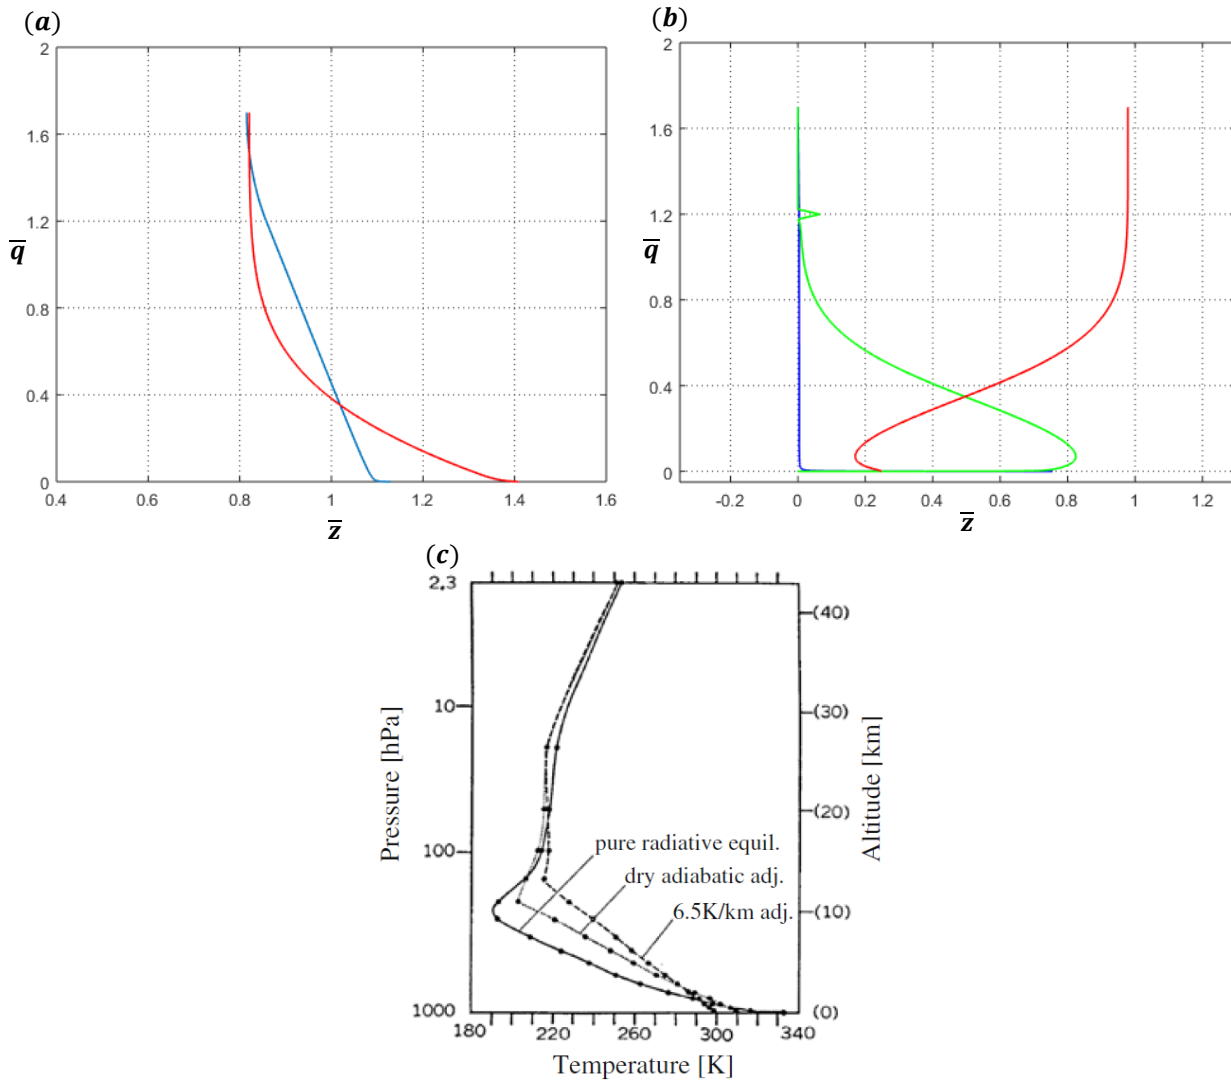 (a)
2
1.6
1.2
q̅
0.8
0.4
0
0.4 0.6 0.8 1 1.2 1.4 1.6
z̅
(b)
2
1.6
1.2
q̅
0.8
0.4
0
-0.2 0 0.2 0.4 0.6 0.8 1 1.2
z̅
(c)
2.3
10
100
1000
Pressure [hPa]
(40)
(30)
(20)
(10)
(0)
Altitude [km]
pure radiative equil.
dry adiabatic adj.
6.5K/km adj.
180 220 260 300 340
Temperature [K]